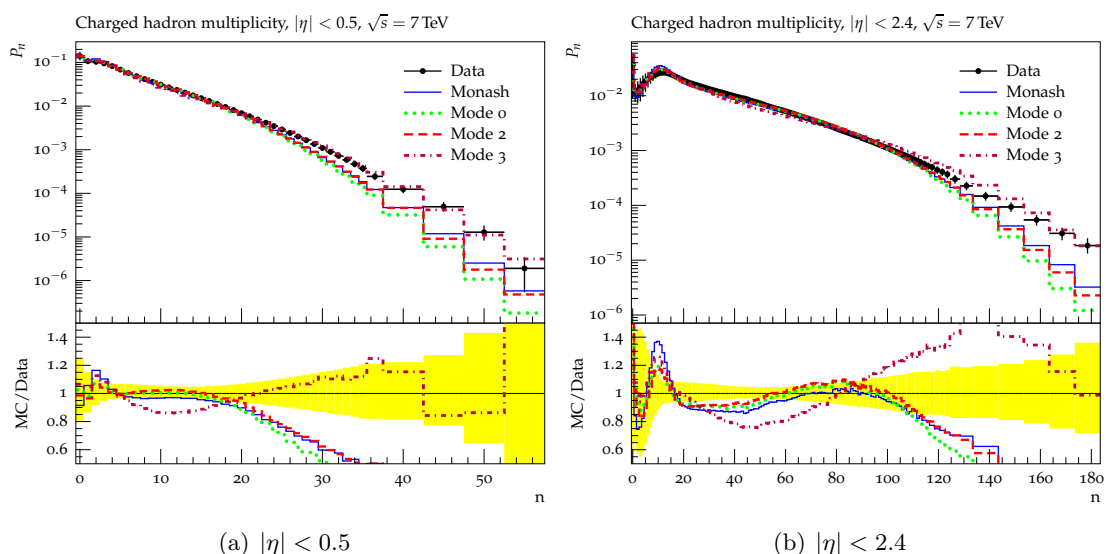 Charged hadron multiplicity, |η| < 0.5, √s = 7 TeV
P_n
10^−1
10^−2
10^−3
10^−4
10^−5
10^−6
Data
Monash
Mode 0
Mode 2
Mode 3
MC/Data
1.4
1.2
1
0.8
0.6
0 10 20 30 40 50
n
(a) |η| < 0.5
Charged hadron multiplicity, |η| < 2.4, √s = 7 TeV
P_n
10^−2
10^−3
10^−4
10^−5
10^−6
Data
Monash
Mode 0
Mode 2
Mode 3
MC/Data
1.4
1.2
1
0.8
0.6
0 20 40 60 80 100 120 140 160 180
n
(b) |η| < 2.4